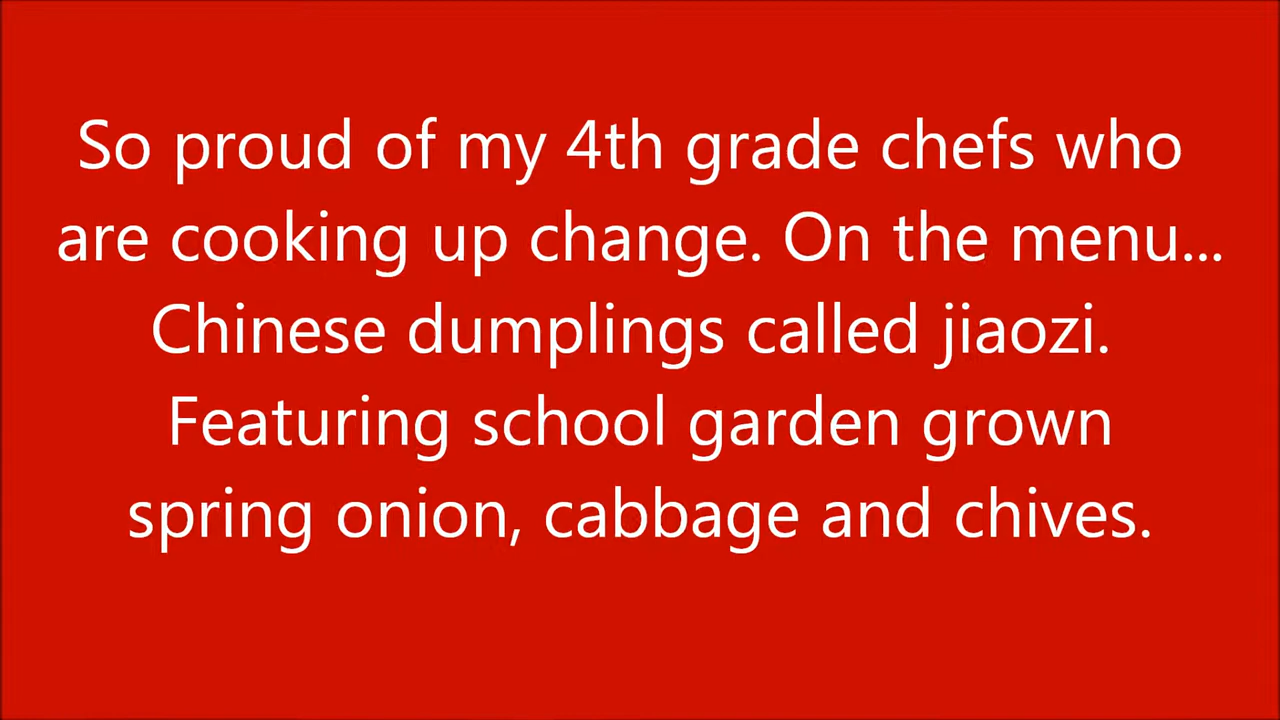 So proud of my 4th grade chefs who
are cooking up change. On the menu...
Chinese dumplings called jiaozi.
Featuring school garden grown
spring onion, cabbage and chives.